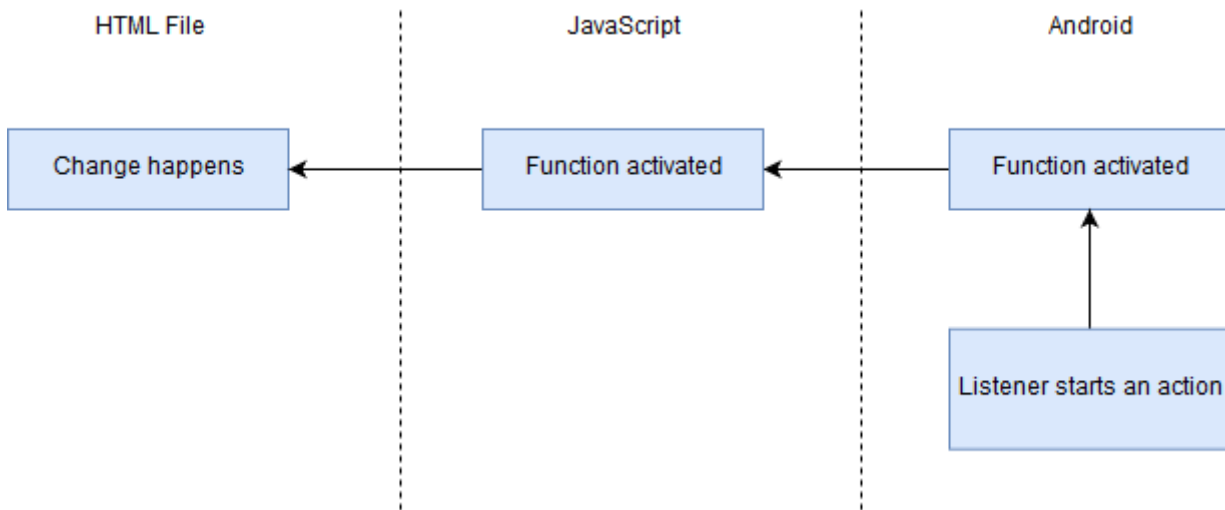 HTML File
JavaScript
Android
Change happens
Function activated
Function activated
Listener starts an action